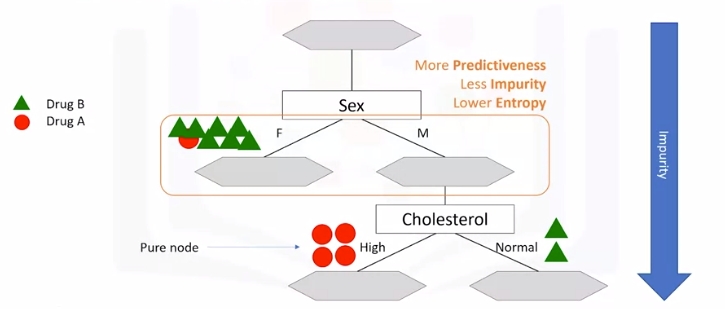 More Predictiveness
Less Impurity
Lower Entropy
Drug B
Drug A
Sex
F
M
Impurity
Cholesterol
Pure node
High
Normal